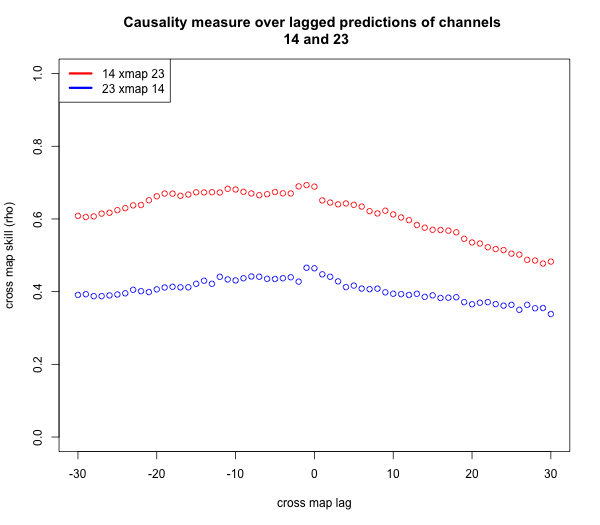 Causality measure over lagged predictions of channels
14 and 23
14 xmap 23
23 xmap 14
cross map skill (rho)
1.0
0.8
0.6
0.4
0.2
0.0
-30 -20 -10 0 10 20 30
cross map lag